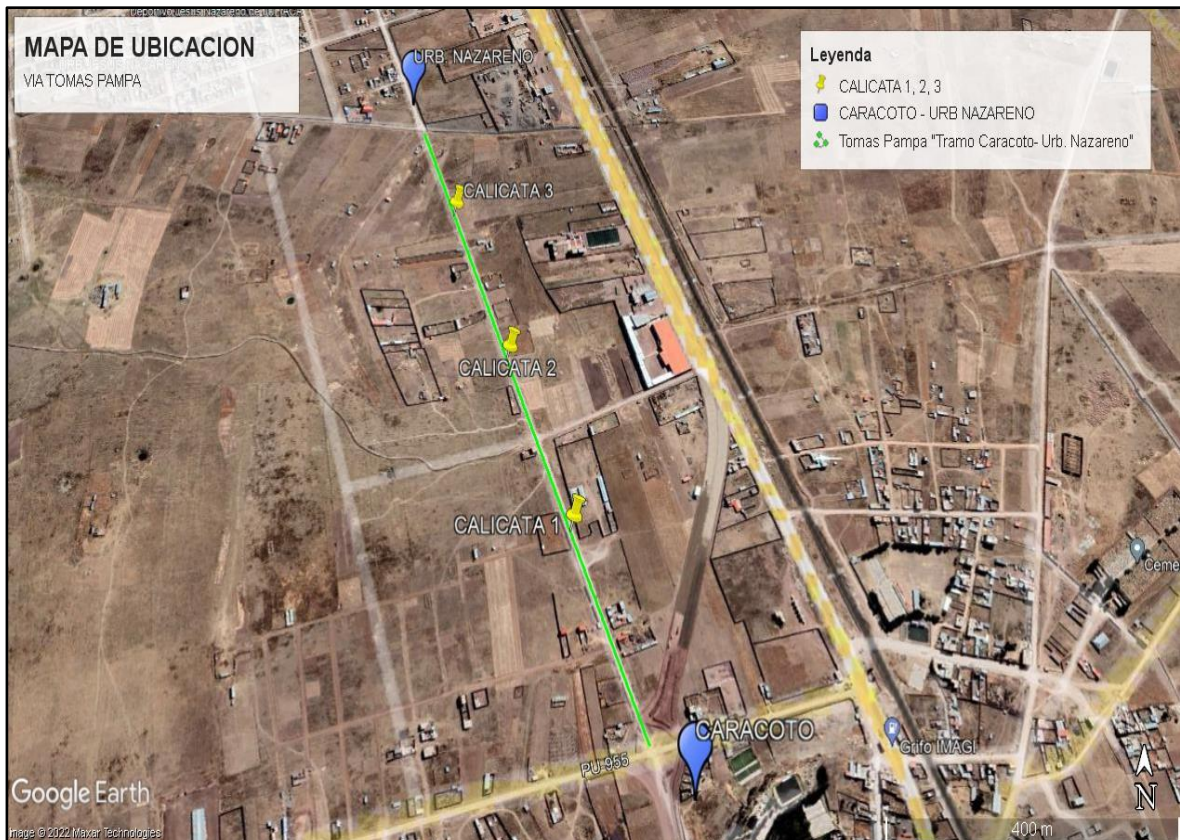 MAPA DE UBICACION
VIA TOMAS PAMPA
Leyenda
CALICATA 1, 2, 3
CARACOTO - URB NAZARENO
Tomas Pampa "Tramo Caracoto- Urb. Nazareno"
URB. NAZARENO
CALICATA 3
CALICATA 2
CALICATA 1
Ceme
CARACOTO
Grifo IMAGI
PU-955
N
400 m
Google Earth
Image © 2022 Maxar Technologies